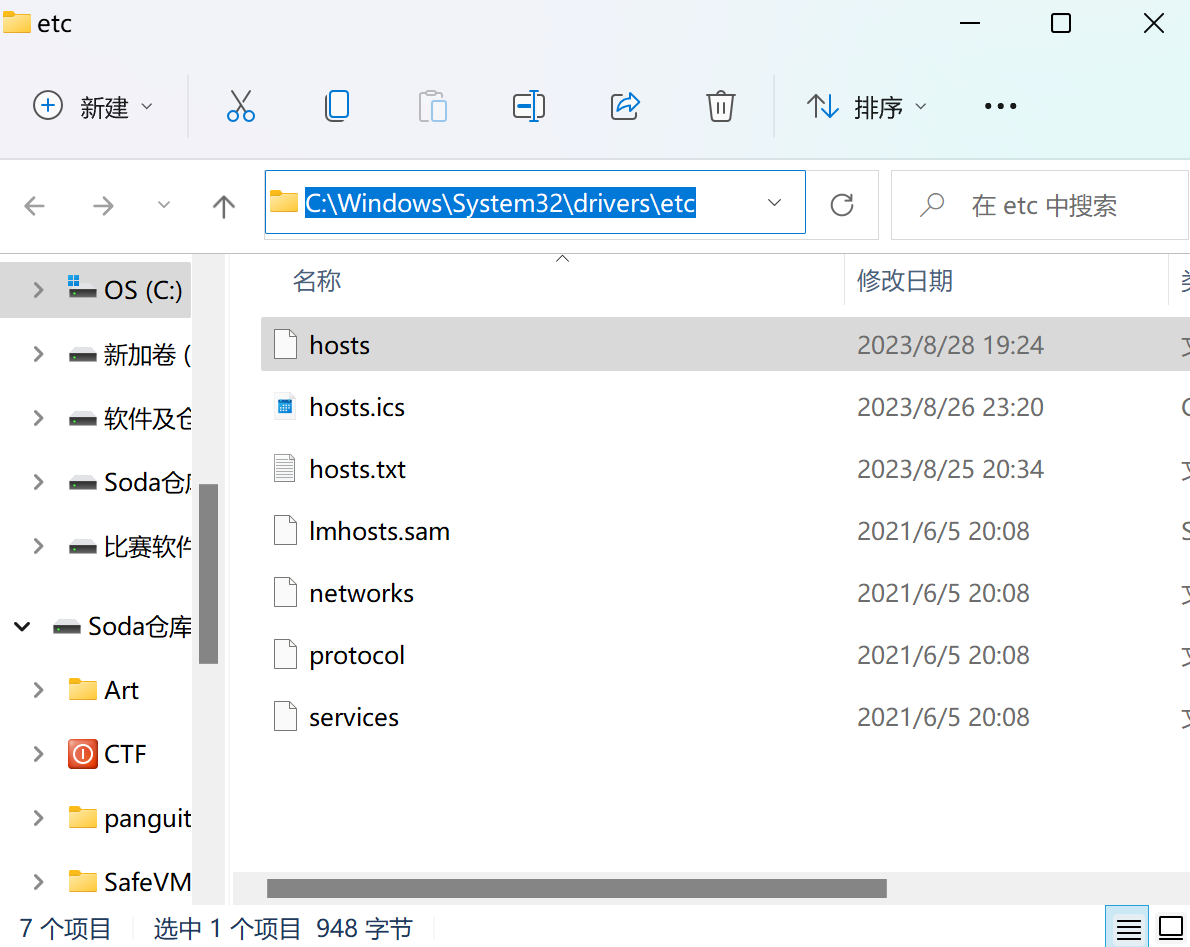 etc
新建
排序
C:\Windows\System32\drivers\etc
在 etc 中搜索
名称 修改日期
OS (C:)
新加卷 (
软件及仓
Soda仓库
比赛软件
Soda仓库
Art
CTF
panguit
SafeVM
hosts 2023/8/28 19:24
hosts.ics 2023/8/26 23:20
hosts.txt 2023/8/25 20:34
lmhosts.sam 2021/6/5 20:08
networks 2021/6/5 20:08
protocol 2021/6/5 20:08
services 2021/6/5 20:08
7 个项目 选中 1 个项目 948 字节